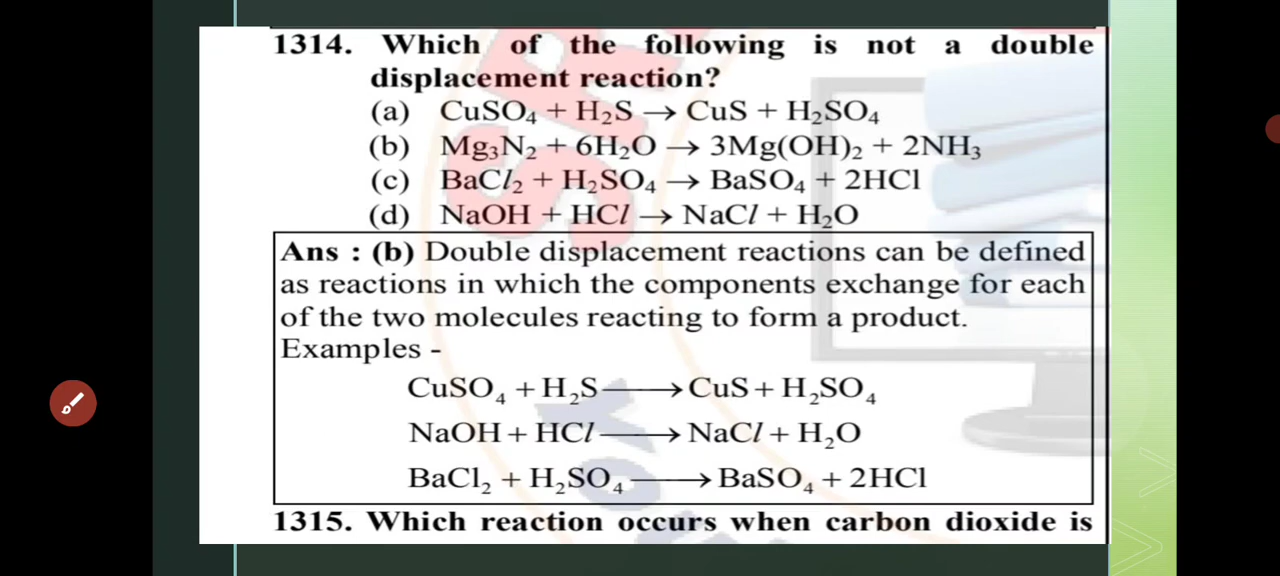 1314. Which of the following is not a double
displacement reaction?
(a) CuSO₄ + H₂S → CuS + H₂SO₄
(b) Mg₃N₂ + 6H₂O → 3Mg(OH)₂ + 2NH₃
(c) BaCl₂ + H₂SO₄ → BaSO₄ + 2HCl
(d) NaOH + HCl → NaCl + H₂O
Ans : (b) Double displacement reactions can be defined
as reactions in which the components exchange for each
of the two molecules reacting to form a product.
Examples -
CuSO₄ + H₂S ⟶ CuS + H₂SO₄
NaOH + HCl ⟶ NaCl + H₂O
BaCl₂ + H₂SO₄ ⟶ BaSO₄ + 2HCl
1315. Which reaction occurs when carbon dioxide is